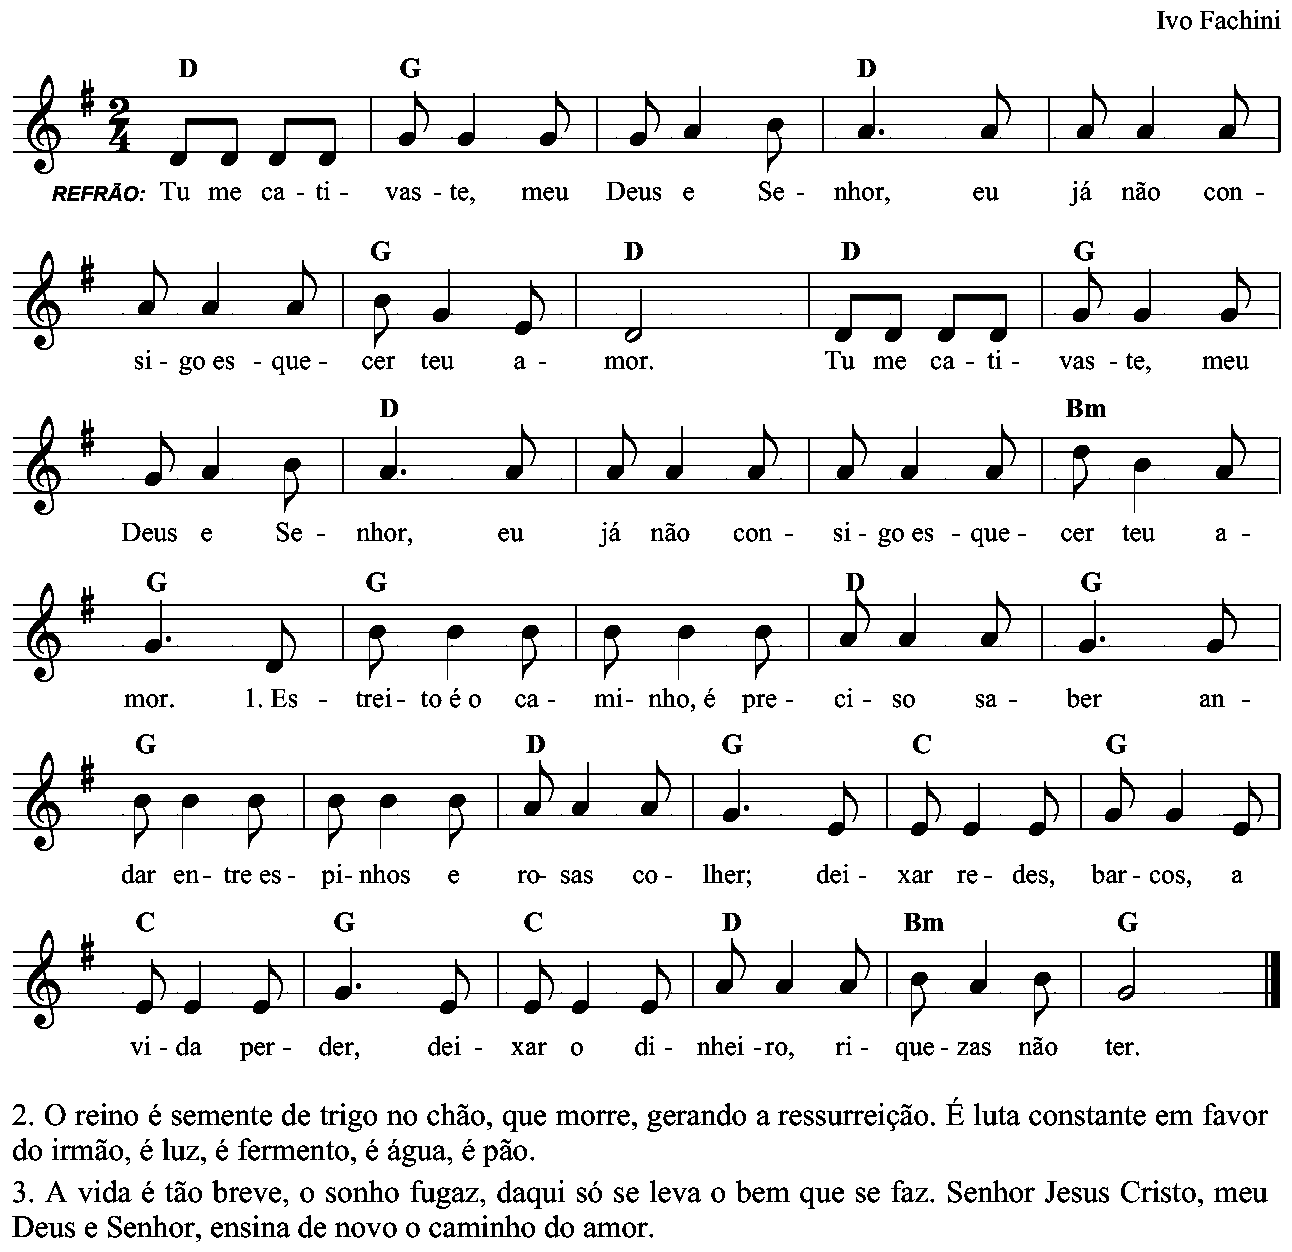 Ivo Fachini
D G D
2
4
REFRÃO: Tu me ca - ti - vas - te, meu Deus e Se - nhor, eu já não con -
G D D G
si - go es - que - cer teu a - mor. Tu me ca - ti - vas - te, meu
D Bm
Deus e Se - nhor, eu já não con - si - go es - que - cer teu a -
G G D G
mor. 1. Es - trei - to é o ca - mi - nho, é pre - ci - so sa - ber an -
G D G C G
dar en - tre es - pi - nhos e ro - sas co - lher; dei - xar re - des, bar - cos, a
C G C D Bm G
vi - da per - der, dei - xar o di - nhei - ro, ri - que - zas não ter.
2. O reino é semente de trigo no chão, que morre, gerando a ressurreição. É luta constante em favor
do irmão, é luz, é fermento, é água, é pão.
3. A vida é tão breve, o sonho fugaz, daqui só se leva o bem que se faz. Senhor Jesus Cristo, meu
Deus e Senhor, ensina de novo o caminho do amor.